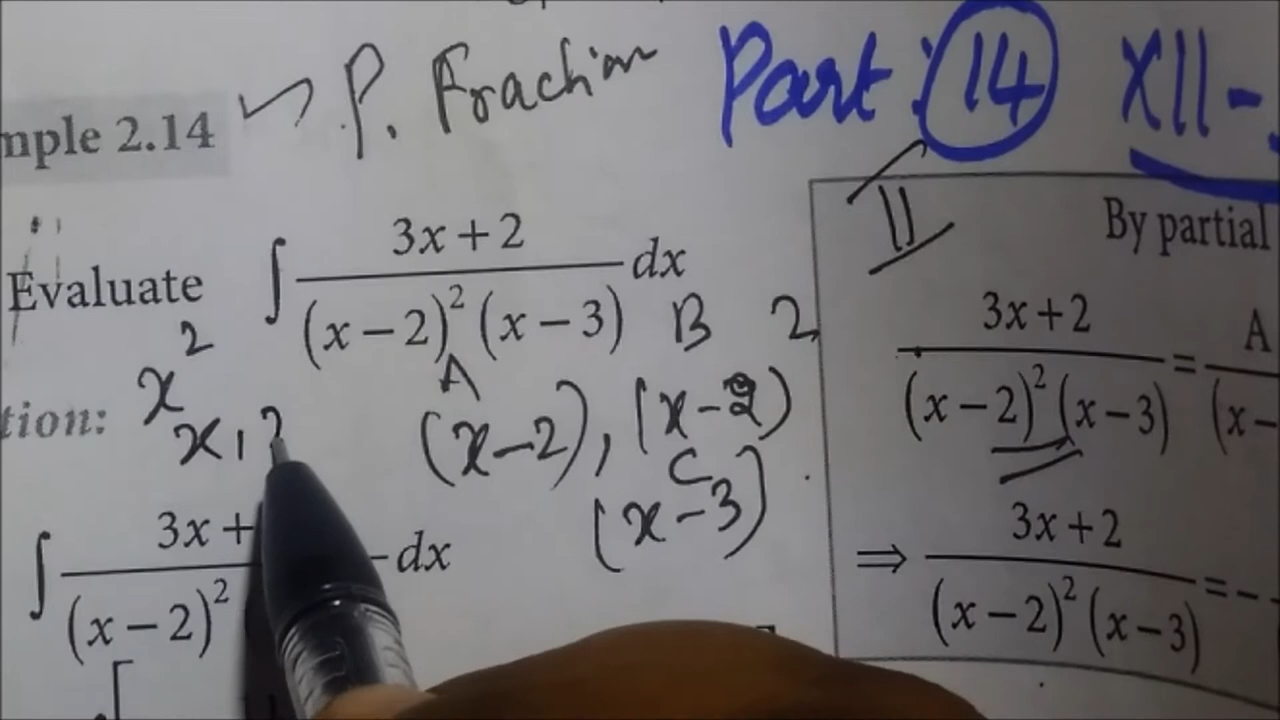 P. Fraction Part : 14 XII-
mple 2.14
II
By partial
Evaluate ∫ 3x + 2 / (x − 2)² (x − 3) dx
3x + 2 / (x − 2)² (x − 3) = A / (x −
x²
A B 2
tion: x, (x−2), (x−2)
C
(x−3)
∫ 3x + / (x − 2)² − dx
⇒ 3x + 2 / (x − 2)² (x − 3) = −